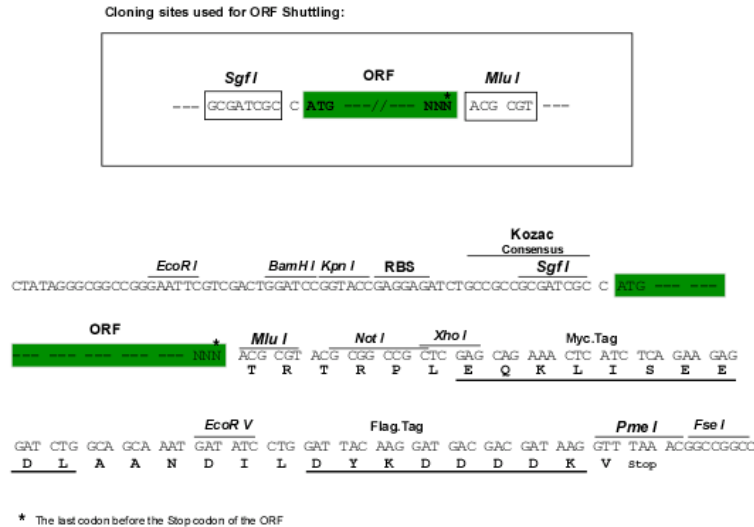 Cloning sites used for ORF Shuttling:
Sgf I ORF Mlu I
--- GCGATCGC C ATG ---//--- NNN* ACG CGT ---
Kozac
Consensus
EcoR I BamH I Kpn I RBS Sgf I
CTATAGGGCGGCCGGGAATTCGTCGACTGGATCCGGTACCGAGGAGATCTGCCGCCGCGATCGC C ATG --- ---
ORF Mlu I Not I Xho I Myc.Tag
--- --- --- --- --- --- NNN* ACG CGT ACG CGG CCG CTC GAG CAG AAA CTC ATC TCA GAA GAG
T R T R P L E Q K L I S E E
EcoR V Flag.Tag Pme I Fse I
GAT CTG GCA GCA AAT GAT ATC CTG GAT TAC AAG GAT GAC GAC GAT AAG GTT TAA ACGGCCGGCC
D L A A N D I L D Y K D D D D K V Stop
* The last codon before the Stop codon of the ORF